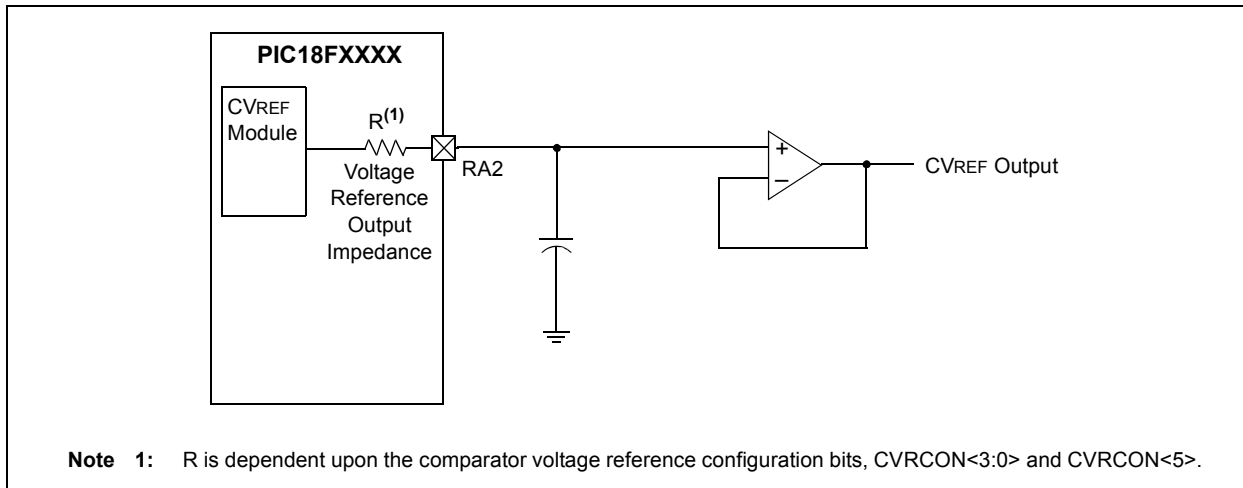 PIC18FXXXX
CVREF
Module
R(1)
Voltage
Reference
Output
Impedance
RA2
+
–
CVREF Output
Note 1: R is dependent upon the comparator voltage reference configuration bits, CVRCON<3:0> and CVRCON<5>.